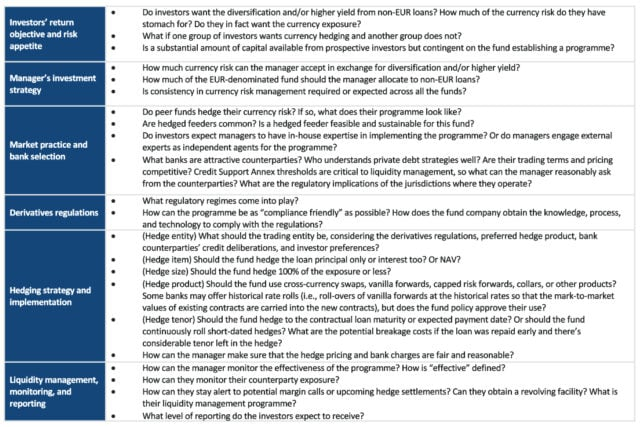 Investors' return
objective and risk
appetite
• Do investors want the diversification and/or higher yield from non-EUR loans? How much of the currency risk do they have
stomach for? Do they in fact want the currency exposure?
• What if one group of investors wants currency hedging and another group does not?
• Is a substantial amount of capital available from prospective investors but contingent on the fund establishing a programme?
Manager's investment
strategy
• How much currency risk can the manager accept in exchange for diversification and/or higher yield?
• How much of the EUR-denominated fund should the manager allocate to non-EUR loans?
• Is consistency in currency risk management required or expected across all the funds?
Market practice and
bank selection
• Do peer funds hedge their currency risk? If so, what does their programme look like?
• Are hedged feeders common? Is a hedged feeder feasible and sustainable for this fund?
• Do investors expect managers to have in-house expertise in implementing the programme? Or do managers engage external
experts as independent agents for the programme?
• What banks are attractive counterparties? Who understands private debt strategies well? Are their trading terms and pricing
competitive? Credit Support Annex thresholds are critical to liquidity management, so what can the manager reasonably ask
from the counterparties? What are the regulatory implications of the jurisdictions where they operate?
Derivatives regulations
• What regulatory regimes come into play?
• How can the programme be as "compliance friendly" as possible? How does the fund company obtain the knowledge, process,
and technology to comply with the regulations?
Hedging strategy and
implementation
• (Hedge entity) What should the trading entity be, considering the derivatives regulations, preferred hedge product, bank
counterparties' credit deliberations, and investor preferences?
• (Hedge item) Should the fund hedge the loan principal only or interest too? Or NAV?
• (Hedge size) Should the fund hedge 100% of the exposure or less?
• (Hedge product) Should the fund use cross-currency swaps, vanilla forwards, capped risk forwards, collars, or other products?
Some banks may offer historical rate rolls (i.e., roll-overs of vanilla forwards at the historical rates so that the mark-to-market
values of existing contracts are carried into the new contracts), but does the fund policy approve their use?
• (Hedge tenor) Should the fund hedge to the contractual loan maturity or expected payment date? Or should the fund
continuously roll short-dated hedges? What are the potential breakage costs if the loan was repaid early and there's
considerable tenor left in the hedge?
• How can the manager make sure that the hedge pricing and bank charges are fair and reasonable?
Liquidity management,
monitoring, and
reporting
• How can the manager monitor the effectiveness of the programme? How is "effective" defined?
• How can they monitor their counterparty exposure?
• How can they stay alert to potential margin calls or upcoming hedge settlements? Can they obtain a revolving facility? What is
their liquidity management programme?
• What level of reporting do the investors expect to receive?